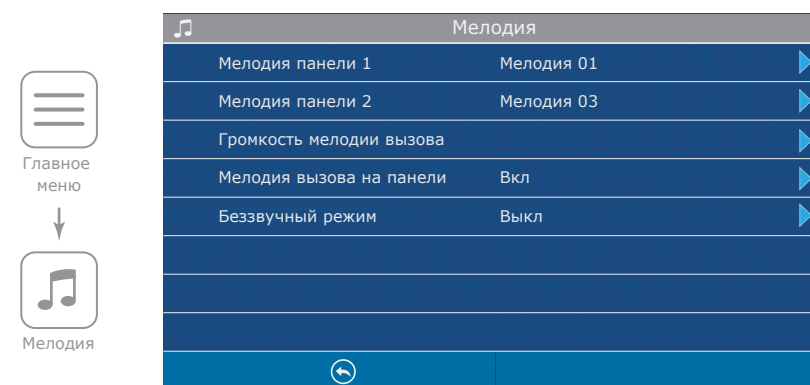 Главное
меню
Мелодия
Мелодия
Мелодия панели 1 Мелодия 01
Мелодия панели 2 Мелодия 03
Громкость мелодии вызова
Мелодия вызова на панели Вкл
Беззвучный режим Выкл